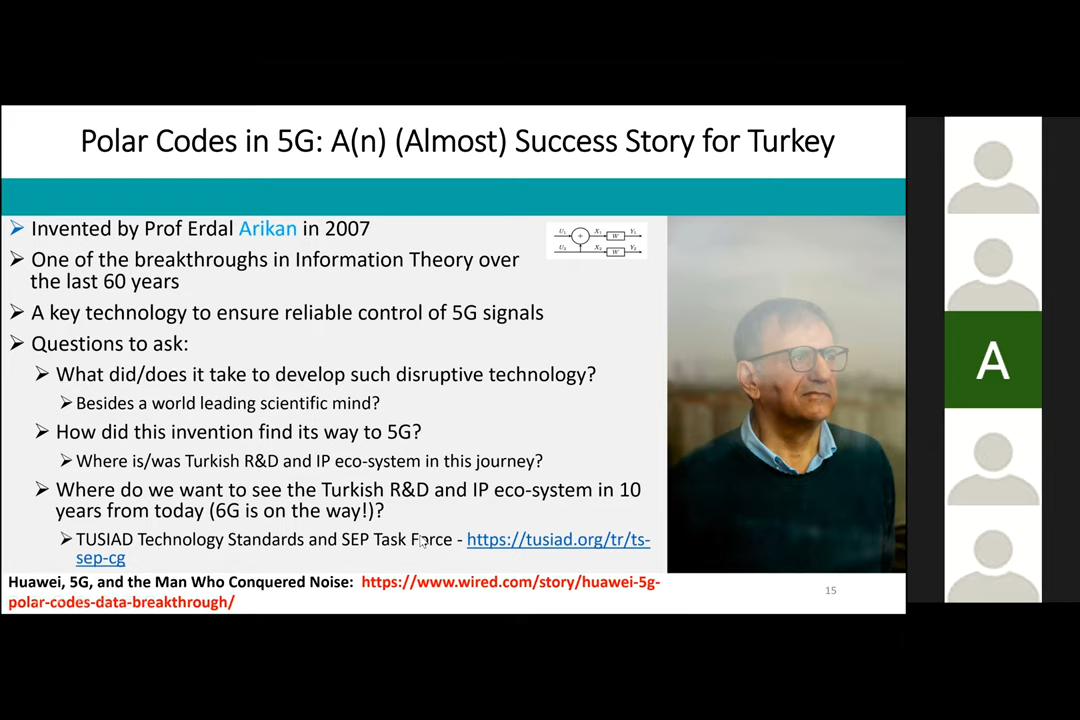 Polar Codes in 5G: A(n) (Almost) Success Story for Turkey
Invented by Prof Erdal Arikan in 2007
U₁ + X₁ W Y₁
U₂ X₂ W Y₂
One of the breakthroughs in Information Theory over
the last 60 years
A key technology to ensure reliable control of 5G signals
Questions to ask:
What did/does it take to develop such disruptive technology?
Besides a world leading scientific mind?
How did this invention find its way to 5G?
Where is/was Turkish R&D and IP eco-system in this journey?
Where do we want to see the Turkish R&D and IP eco-system in 10
years from today (6G is on the way!)?
TUSIAD Technology Standards and SEP Task Force - https://tusiad.org/tr/ts-
sep-cg
Huawei, 5G, and the Man Who Conquered Noise: https://www.wired.com/story/huawei-5g-
polar-codes-data-breakthrough/
15
A